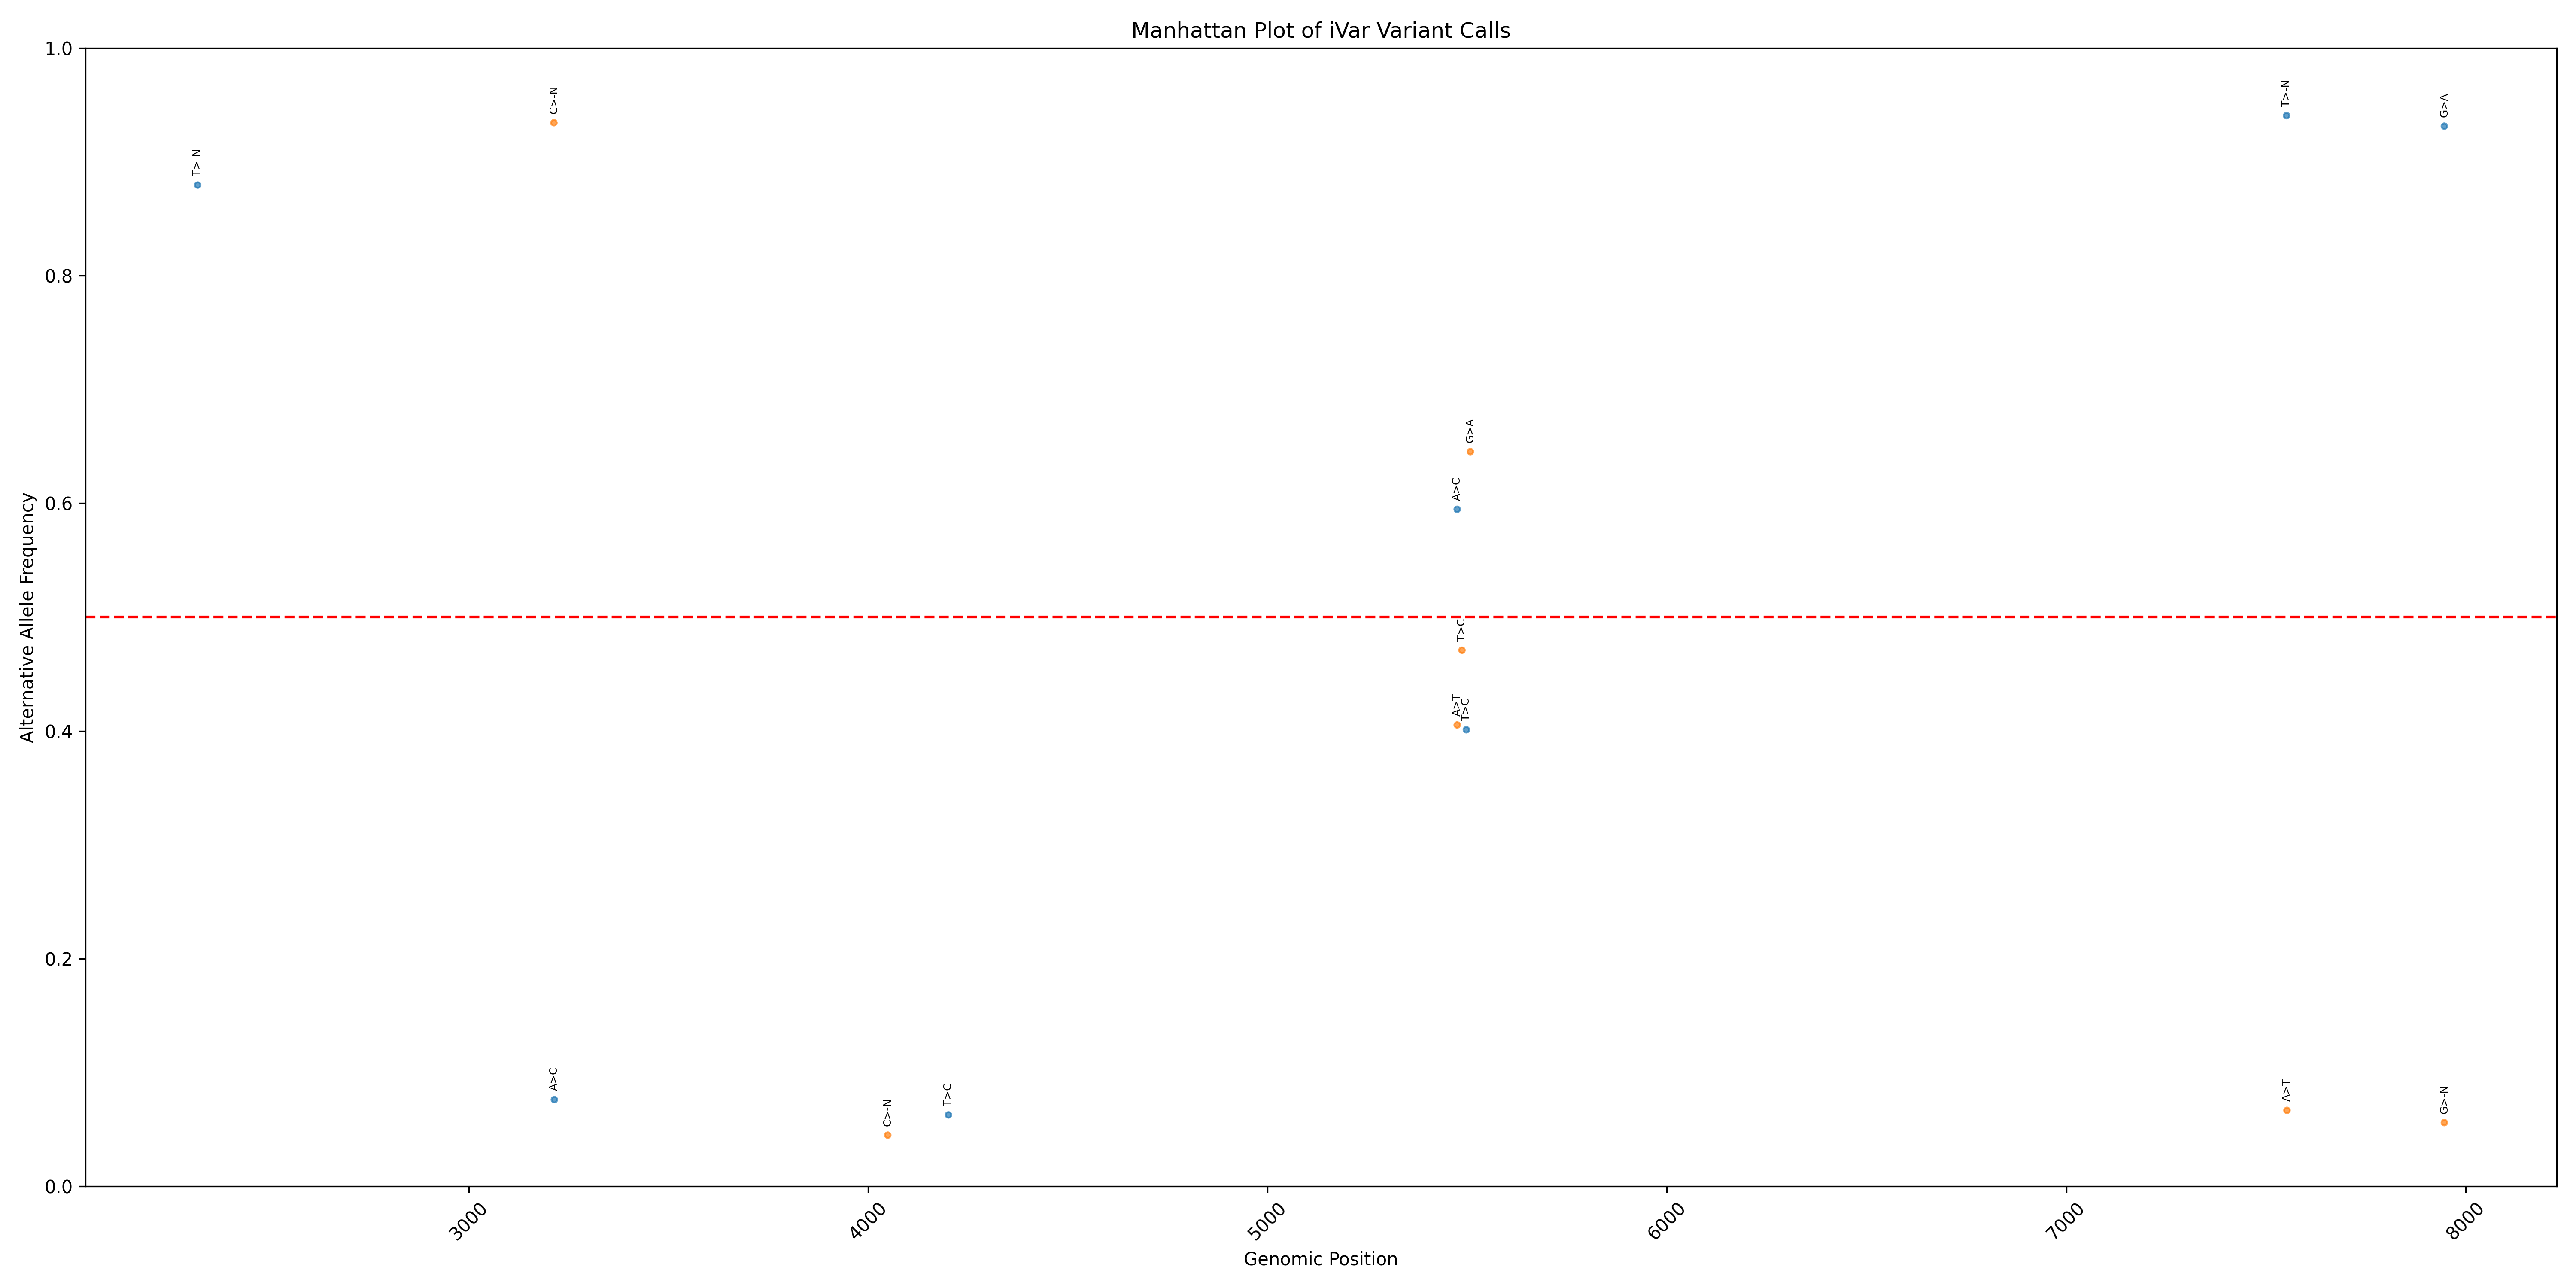 Manhattan Plot of iVar Variant Calls
1.0
0.8
0.6
0.4
0.2
0.0
Alternative Allele Frequency
T>-N
C>-N
T>-N
G>A
G>A
A>C
T>C
A>T
T>C
A>C
C>-N
T>C
A>T
G>-N
3000
4000
5000
6000
7000
8000
Genomic Position